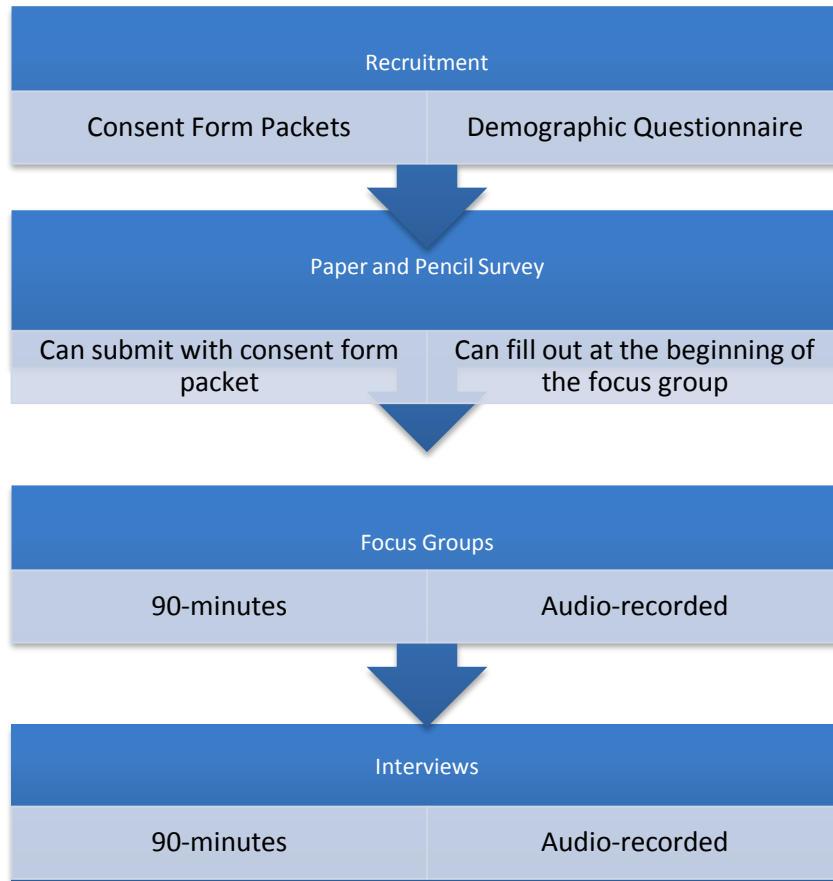 Recruitment
Consent Form Packets
Demographic Questionnaire
Paper and Pencil Survey
Can submit with consent form
packet
Can fill out at the beginning of
the focus group
Focus Groups
90-minutes
Audio-recorded
Interviews
90-minutes
Audio-recorded